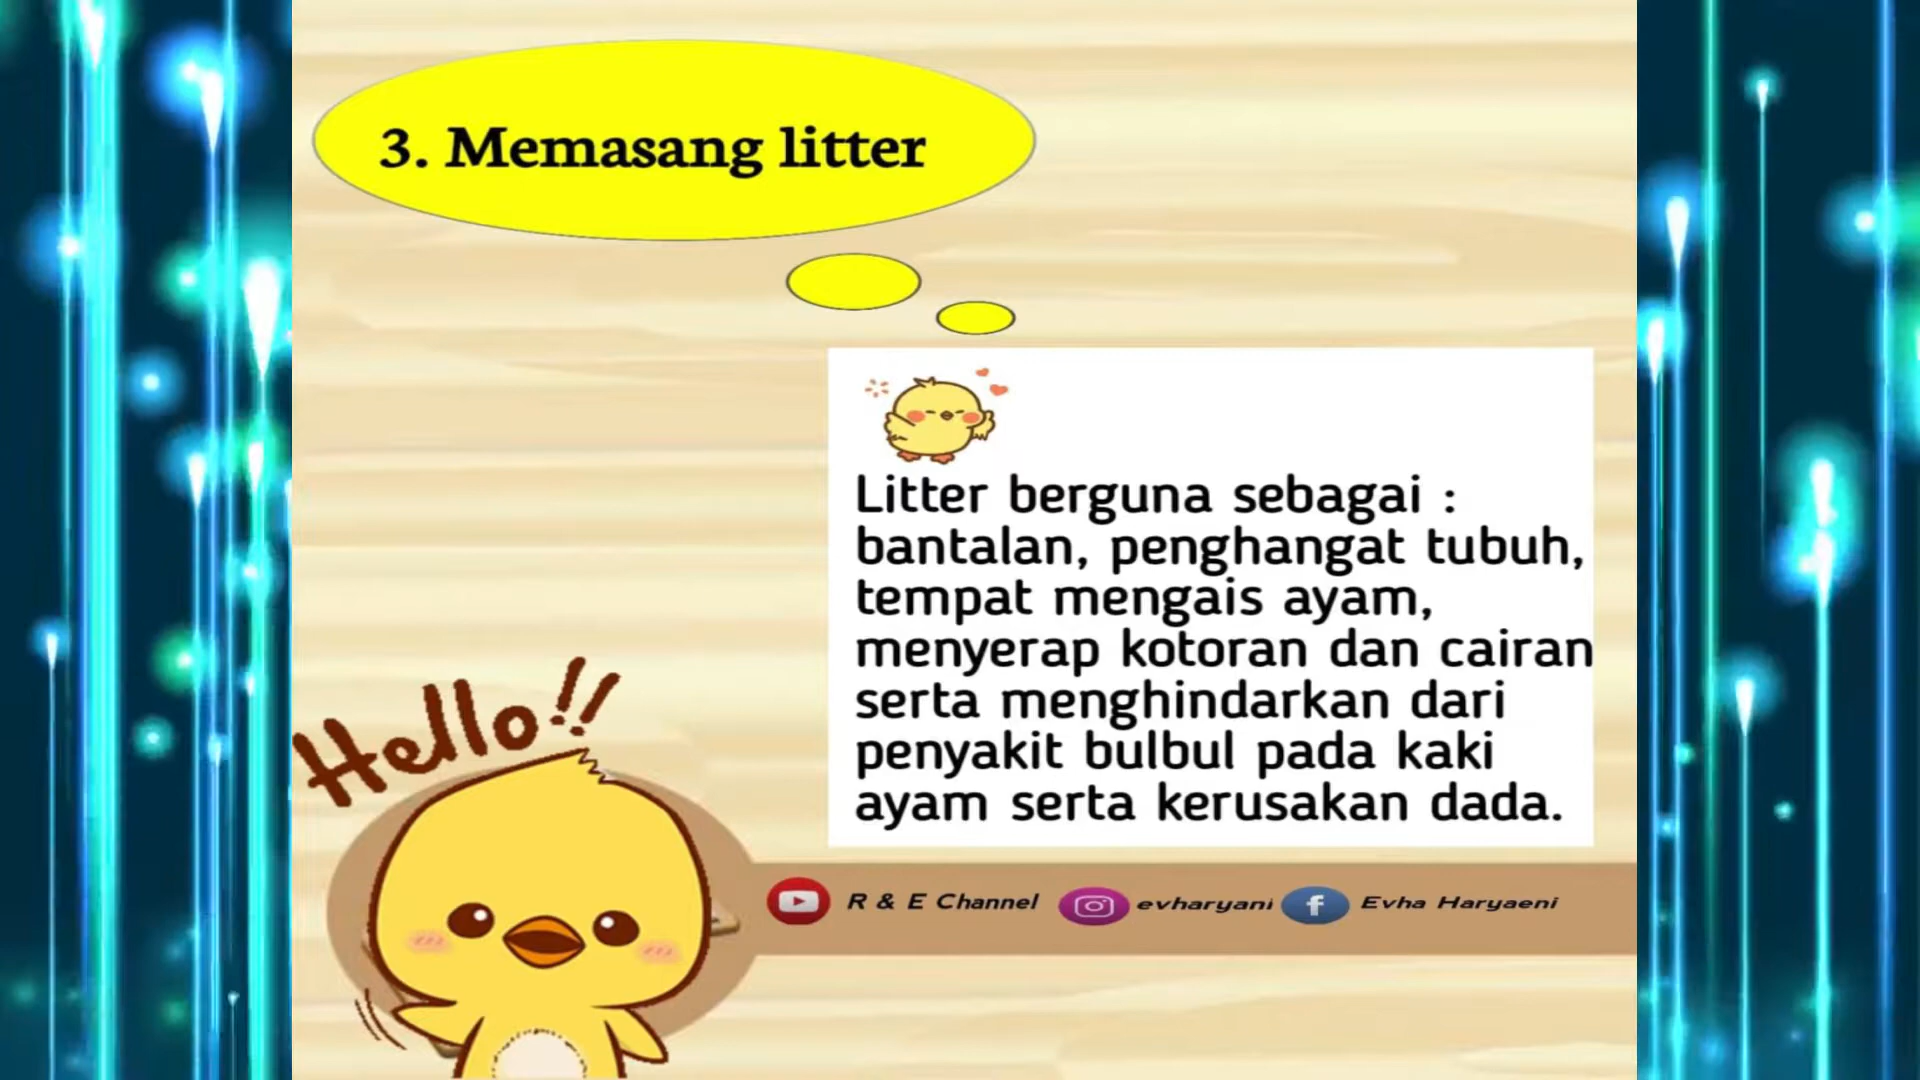 3. Memasang litter
Litter berguna sebagai :
bantalan, penghangat tubuh,
tempat mengais ayam,
menyerap kotoran dan cairan
serta menghindarkan dari
penyakit bulbul pada kaki
ayam serta kerusakan dada.
Hello!!
R & E Channel evharyani Evha Haryaeni